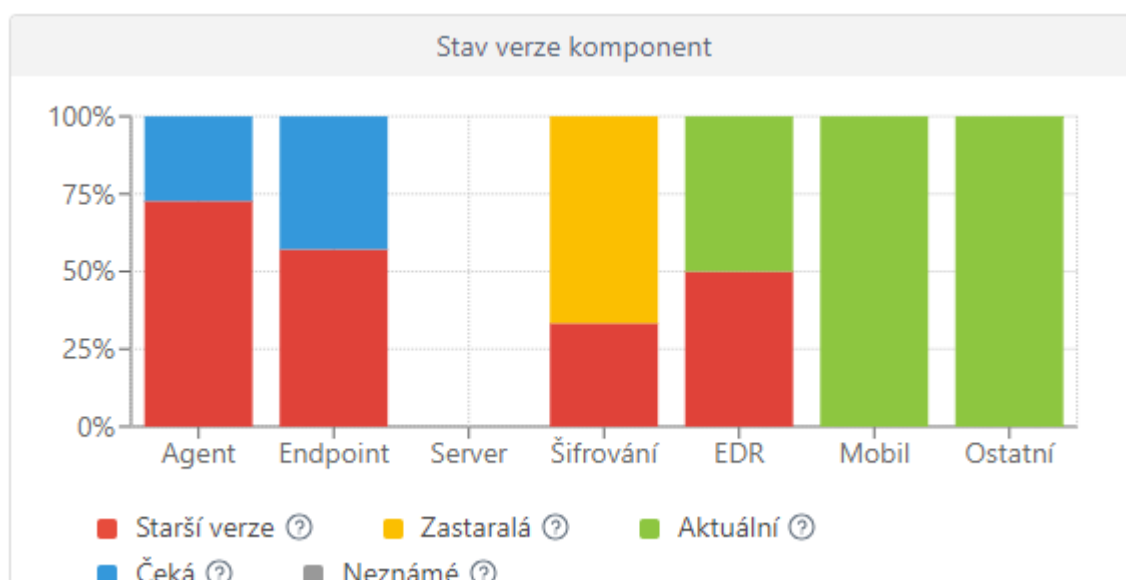 Stav verze komponent
100%
75%
50%
25%
0%
Agent Endpoint Server Šifrování EDR Mobil Ostatní
Starší verze ? Zastaralá ? Aktuální ?
Čeká ? Neznámé ?